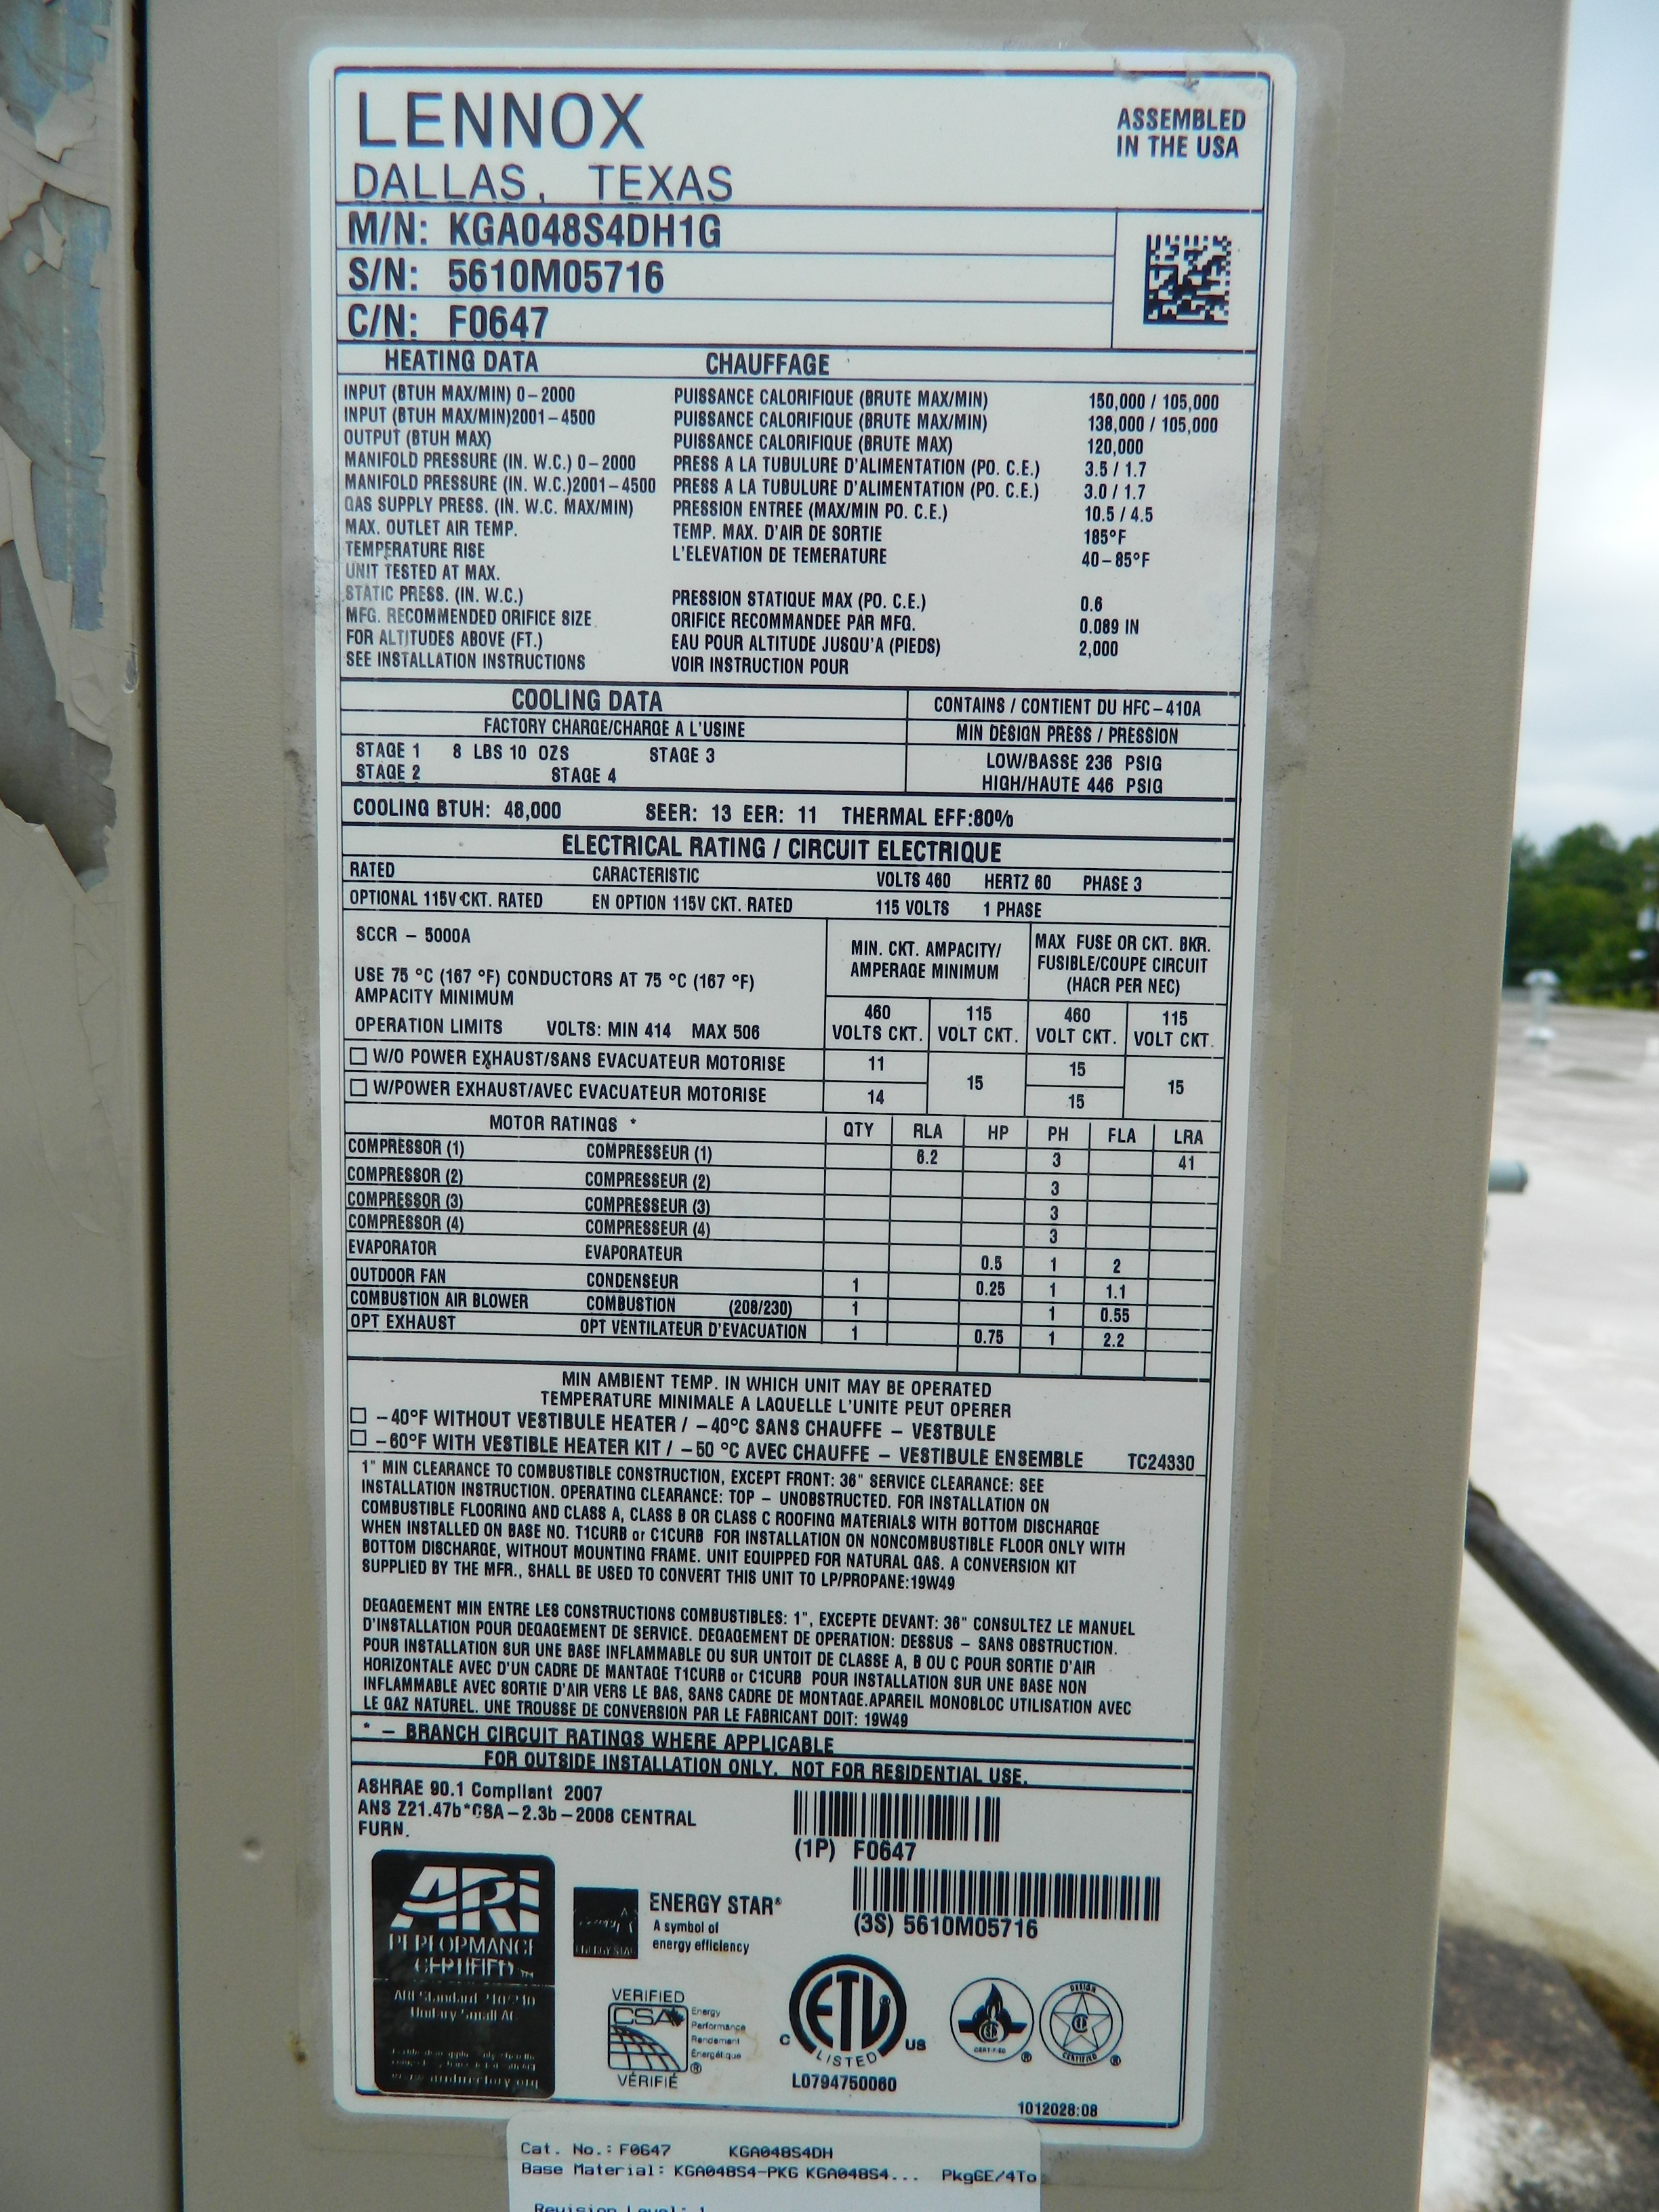 LENNOX
ASSEMBLED
IN THE USA
DALLAS, TEXAS
M/N: KGA048S4DH1G
S/N: 5610M05716
C/N: F0647
HEATING DATA CHAUFFAGE
INPUT (BTUH MAX/MIN) 0-2000 PUISSANCE CALORIFIQUE (BRUTE MAX/MIN) 150,000 / 105,000
INPUT (BTUH MAX/MIN)2001-4500 PUISSANCE CALORIFIQUE (BRUTE MAX/MIN) 138,000 / 105,000
OUTPUT (BTUH MAX) PUISSANCE CALORIFIQUE (BRUTE MAX) 120,000
MANIFOLD PRESSURE (IN. W.C.) 0-2000 PRESS A LA TUBULURE D'ALIMENTATION (PO. C.E.) 3.5 / 1.7
MANIFOLD PRESSURE (IN. W.C.)2001-4500 PRESS A LA TUBULURE D'ALIMENTATION (PO. C.E.) 3.0 / 1.7
GAS SUPPLY PRESS. (IN. W.C. MAX/MIN) PRESSION ENTREE (MAX/MIN PO. C.E.) 10.5 / 4.5
MAX. OUTLET AIR TEMP. TEMP. MAX. D'AIR DE SORTIE 185°F
TEMPERATURE RISE L'ELEVATION DE TEMERATURE 40-85°F
UNIT TESTED AT MAX.
STATIC PRESS. (IN. W.C.) PRESSION STATIQUE MAX (PO. C.E.) 0.6
MFG. RECOMMENDED ORIFICE SIZE ORIFICE RECOMMANDEE PAR MFG. 0.089 IN
FOR ALTITUDES ABOVE (FT.) EAU POUR ALTITUDE JUSQU'A (PIEDS) 2,000
SEE INSTALLATION INSTRUCTIONS VOIR INSTRUCTION POUR
COOLING DATA CONTAINS / CONTIENT DU HFC-410A
FACTORY CHARGE/CHARGE A L'USINE MIN DESIGN PRESS / PRESSION
STAGE 1 8 LBS 10 OZS STAGE 3 LOW/BASSE 236 PSIG
STAGE 2 STAGE 4 HIGH/HAUTE 446 PSIG
COOLING BTUH: 48,000 SEER: 13 EER: 11 THERMAL EFF:80%
ELECTRICAL RATING / CIRCUIT ELECTRIQUE
RATED CARACTERISTIC VOLTS 460 HERTZ 60 PHASE 3
OPTIONAL 115V CKT. RATED EN OPTION 115V CKT. RATED 115 VOLTS 1 PHASE
SCCR - 5000A
MIN. CKT. AMPACITY/
AMPERAGE MINIMUM
MAX FUSE OR CKT. BKR.
FUSIBLE/COUPE CIRCUIT
(HACR PER NEC)
USE 75 °C (167 °F) CONDUCTORS AT 75 °C (167 °F)
AMPACITY MINIMUM
460 115 460 115
OPERATION LIMITS VOLTS: MIN 414 MAX 506 VOLTS CKT. VOLT CKT. VOLT CKT. VOLT CKT.
W/O POWER EXHAUST/SANS EVACUATEUR MOTORISE 11 15 15 15
W/POWER EXHAUST/AVEC EVACUATEUR MOTORISE 14 15
MOTOR RATINGS * QTY RLA HP PH FLA LRA
COMPRESSOR (1) COMPRESSEUR (1) 6.2 3 41
COMPRESSOR (2) COMPRESSEUR (2) 3
COMPRESSOR (3) COMPRESSEUR (3) 3
COMPRESSOR (4) COMPRESSEUR (4) 3
EVAPORATOR EVAPORATEUR 0.5 1 2
OUTDOOR FAN CONDENSEUR 1 0.25 1 1.1
COMBUSTION AIR BLOWER COMBUSTION (208/230) 1 1 0.55
OPT EXHAUST OPT VENTILATEUR D'EVACUATION 1 0.75 1 2.2
MIN AMBIENT TEMP. IN WHICH UNIT MAY BE OPERATED
TEMPERATURE MINIMALE A LAQUELLE L'UNITE PEUT OPERER
-40°F WITHOUT VESTIBULE HEATER / -40°C SANS CHAUFFE - VESTBULE
-60°F WITH VESTIBLE HEATER KIT / -50 °C AVEC CHAUFFE - VESTIBULE ENSEMBLE TC24330
1" MIN CLEARANCE TO COMBUSTIBLE CONSTRUCTION, EXCEPT FRONT: 36" SERVICE CLEARANCE: SEE
INSTALLATION INSTRUCTION. OPERATING CLEARANCE: TOP - UNOBSTRUCTED. FOR INSTALLATION ON
COMBUSTIBLE FLOORING AND CLASS A, CLASS B OR CLASS C ROOFING MATERIALS WITH BOTTOM DISCHARGE
WHEN INSTALLED ON BASE NO. T1CURB or C1CURB FOR INSTALLATION ON NONCOMBUSTIBLE FLOOR ONLY WITH
BOTTOM DISCHARGE, WITHOUT MOUNTING FRAME. UNIT EQUIPPED FOR NATURAL GAS. A CONVERSION KIT
SUPPLIED BY THE MFR., SHALL BE USED TO CONVERT THIS UNIT TO LP/PROPANE:19W49
DEGAGEMENT MIN ENTRE LES CONSTRUCTIONS COMBUSTIBLES: 1", EXCEPTE DEVANT: 36" CONSULTEZ LE MANUEL
D'INSTALLATION POUR DEGAGEMENT DE SERVICE. DEGAGEMENT DE OPERATION: DESSUS - SANS OBSTRUCTION.
POUR INSTALLATION SUR UNE BASE INFLAMMABLE OU SUR UNTOIT DE CLASSE A, B OU C POUR SORTIE D'AIR
HORIZONTALE AVEC D'UN CADRE DE MANTAGE T1CURB or C1CURB POUR INSTALLATION SUR UNE BASE NON
INFLAMMABLE AVEC SORTIE D'AIR VERS LE BAS, SANS CADRE DE MONTAGE.APAREIL MONOBLOC UTILISATION AVEC
LE GAZ NATUREL. UNE TROUSSE DE CONVERSION PAR LE FABRICANT DOIT: 19W49
* - BRANCH CIRCUIT RATINGS WHERE APPLICABLE
FOR OUTSIDE INSTALLATION ONLY. NOT FOR RESIDENTIAL USE.
ASHRAE 90.1 Compliant 2007
ANS Z21.47b*CSA-2.3b-2008 CENTRAL
FURN.
(1P) F0647
(3S) 5610M05716
ARI
PERFORMANCE
CERTIFIED TM
ARI Standard 210/240
Unitary Small AC
www.aridirectory.org
ENERGY STAR®
A symbol of
energy efficiency
VERIFIED
CSA
Energy
Performance
Rendement
Énergétique
VÉRIFIÉ
ETL
C US
LISTED
L0794750060
CERTIFIED
DESIGN
CERTIFIED
1012028:08
Cat. No.: F0647 KGA048S4DH
Base Material: KGA048S4-PKG KGA048S4... PkgGE/4To
Revision Level: 1